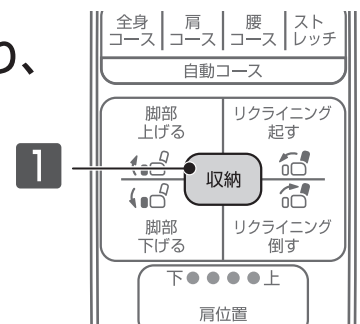 り、
全身 肩 腰 スト
コース コース コース レッチ
自動コース
脚部 リクライニング
上げる 起す
1
収納
脚部 リクライニング
下げる 倒す
下 上
肩位置